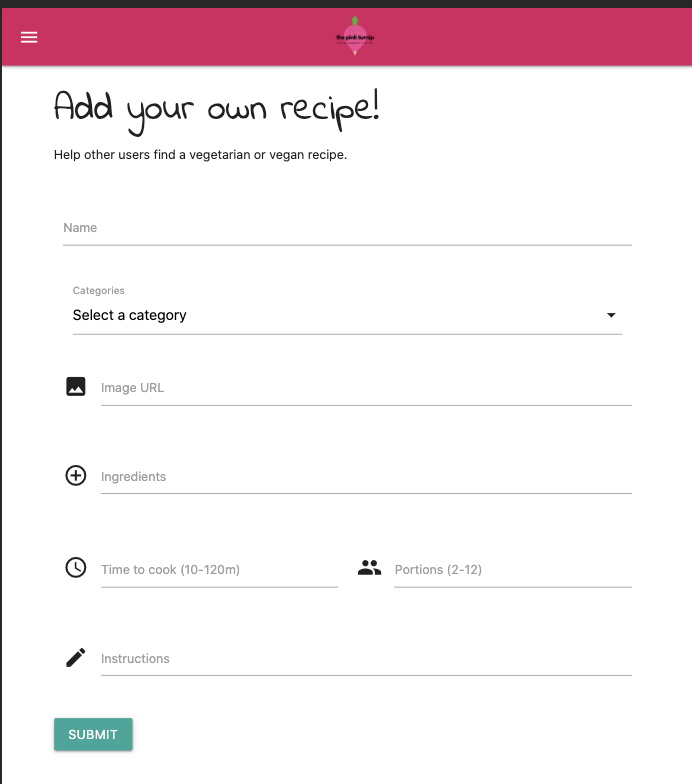 the pink turnip
Add your own recipe!
Help other users find a vegetarian or vegan recipe.
Name
Categories
Select a category
Image URL
Ingredients
Time to cook (10-120m)
Portions (2-12)
Instructions
SUBMIT